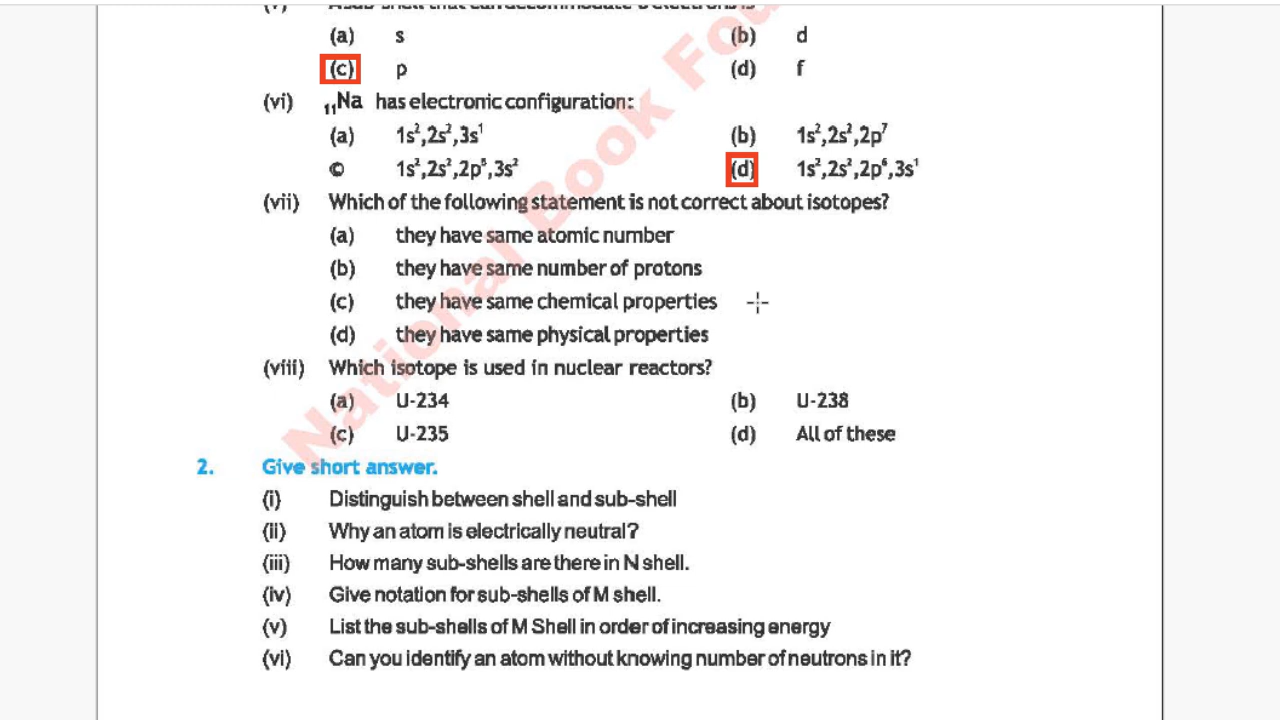 (a) s (b) d
(c) p (d) f
(vi) ₁₁Na has electronic configuration:
(a) 1s²,2s²,3s¹ (b) 1s²,2s²,2p⁷
© 1s²,2s²,2p⁵,3s² (d) 1s²,2s²,2p⁶,3s¹
(vii) Which of the following statement is not correct about isotopes?
(a) they have same atomic number
(b) they have same number of protons
(c) they have same chemical properties
(d) they have same physical properties
(viii) Which isotope is used in nuclear reactors?
(a) U-234 (b) U-238
(c) U-235 (d) All of these
2. Give short answer.
(i) Distinguish between shell and sub-shell
(ii) Why an atom is electrically neutral?
(iii) How many sub-shells are there in N shell.
(iv) Give notation for sub-shells of M shell.
(v) List the sub-shells of M Shell in order of increasing energy
(vi) Can you identify an atom without knowing number of neutrons in it?
National Book Fou